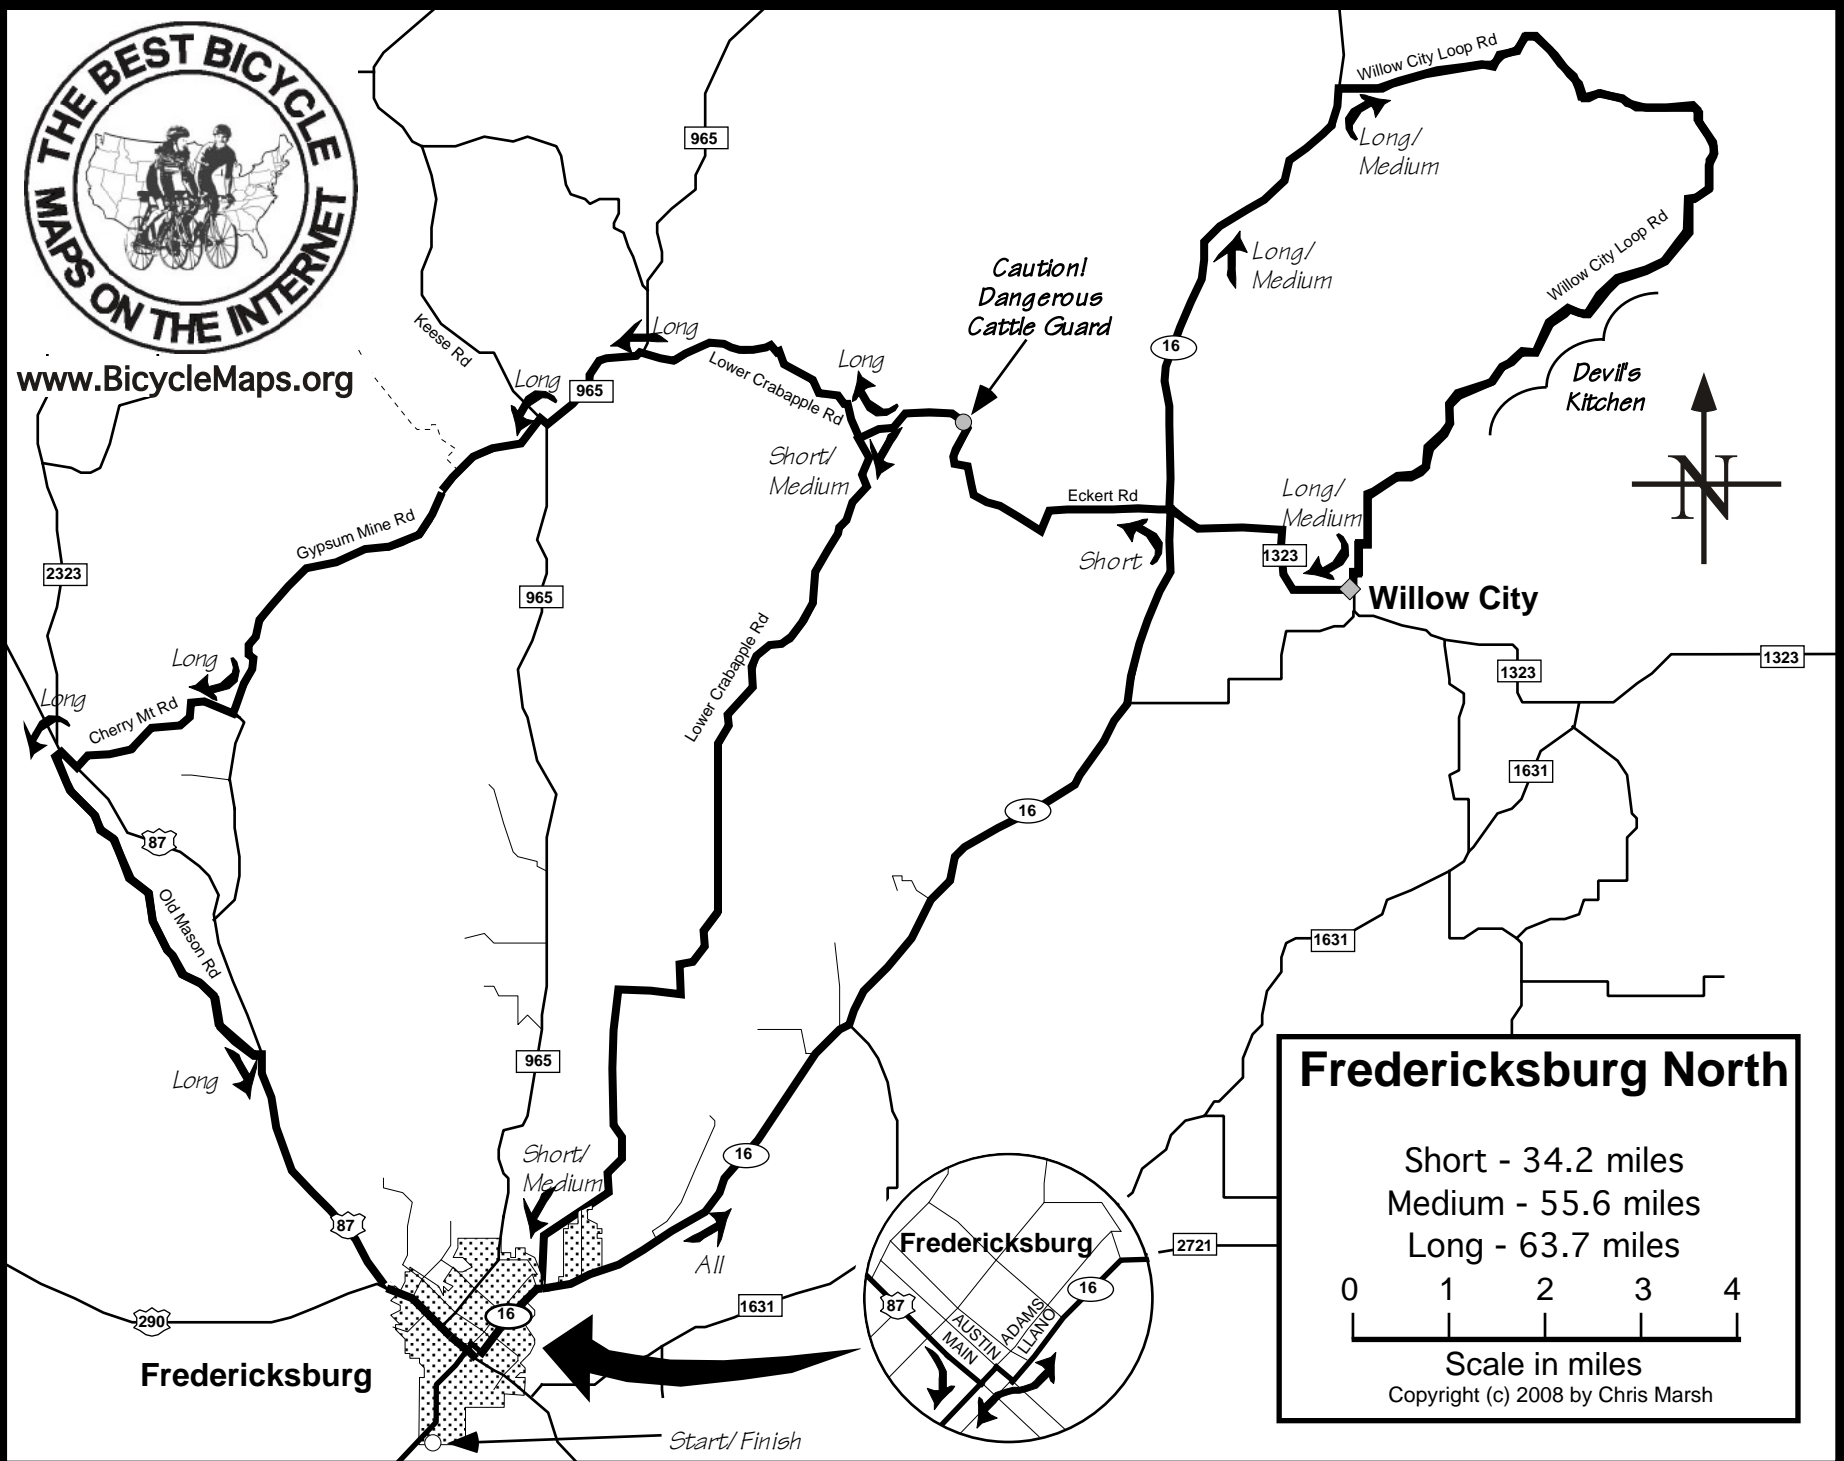 THE BEST BICYCLE
MAPS ON THE INTERNET
www.BicycleMaps.org
965
Willow City Loop Rd
Long/
Medium
Willow City Loop Rd
Long/
Medium
Caution!
Dangerous
Cattle Guard
Keese Rd
Long
Lower Crabapple Rd
Long
16
Devil's
Kitchen
Long
965
Short/
Medium
N
Eckert Rd
Long/
Medium
Gypsum Mine Rd
1323
Short
2323
965
Willow City
Lower Crabapple Rd
Long
1323
1323
Long
Cherry Mt Rd
1631
16
87
Old Mason Rd
1631
965
Long
Short/
Medium
16
87
All
290
16
1631
Fredericksburg
Start/Finish
Fredericksburg
2721
16
87
ADAMS
LLANO
AUSTIN
MAIN
Fredericksburg North
Short - 34.2 miles
Medium - 55.6 miles
Long - 63.7 miles
0 1 2 3 4
Scale in miles
Copyright (c) 2008 by Chris Marsh